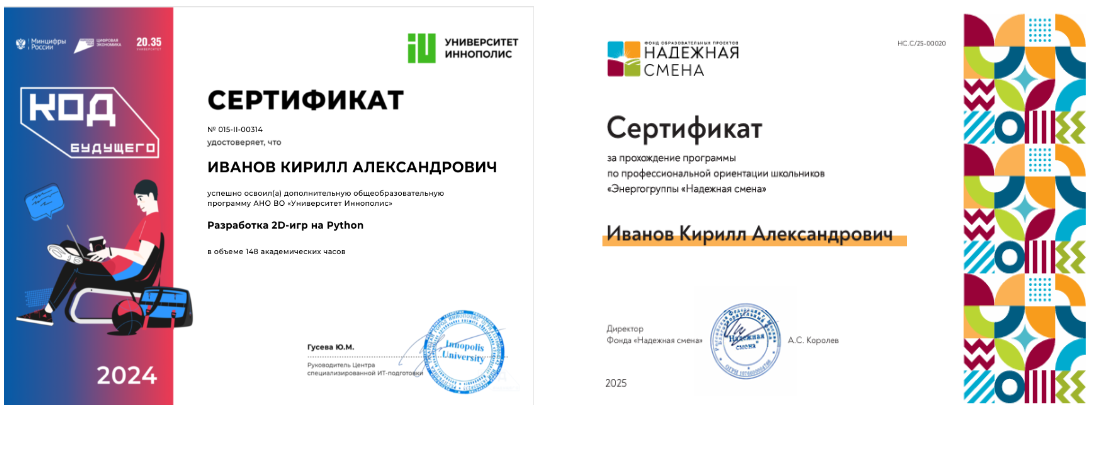 Минцифры
России
ЦИФРОВАЯ
ЭКОНОМИКА
20.35
УНИВЕРСИТЕТ
КОД
БУДУЩЕГО
2024
УНИВЕРСИТЕТ
ИННОПОЛИС
СЕРТИФИКАТ
№ 015-II-00314
удостоверяет, что
ИВАНОВ КИРИЛЛ АЛЕКСАНДРОВИЧ
успешно освоил(а) дополнительную общеобразовательную
программу АНО ВО «Университет Иннополис»
Разработка 2D-игр на Python
в объеме 148 академических часов
Гусева Ю.М.
Руководитель Центра
специализированной ИТ-подготовки
Innopolis
University
ФОНД ОБРАЗОВАТЕЛЬНЫХ ПРОЕКТОВ
НАДЕЖНАЯ
СМЕНА
НС.С/25-00020
Сертификат
за прохождение программы
по профессиональной ориентации школьников
«Энергогруппы «Надежная смена»
Иванов Кирилл Александрович
Директор
Фонда «Надежная смена»
"Надежная
смена"
А.С. Королев
2025